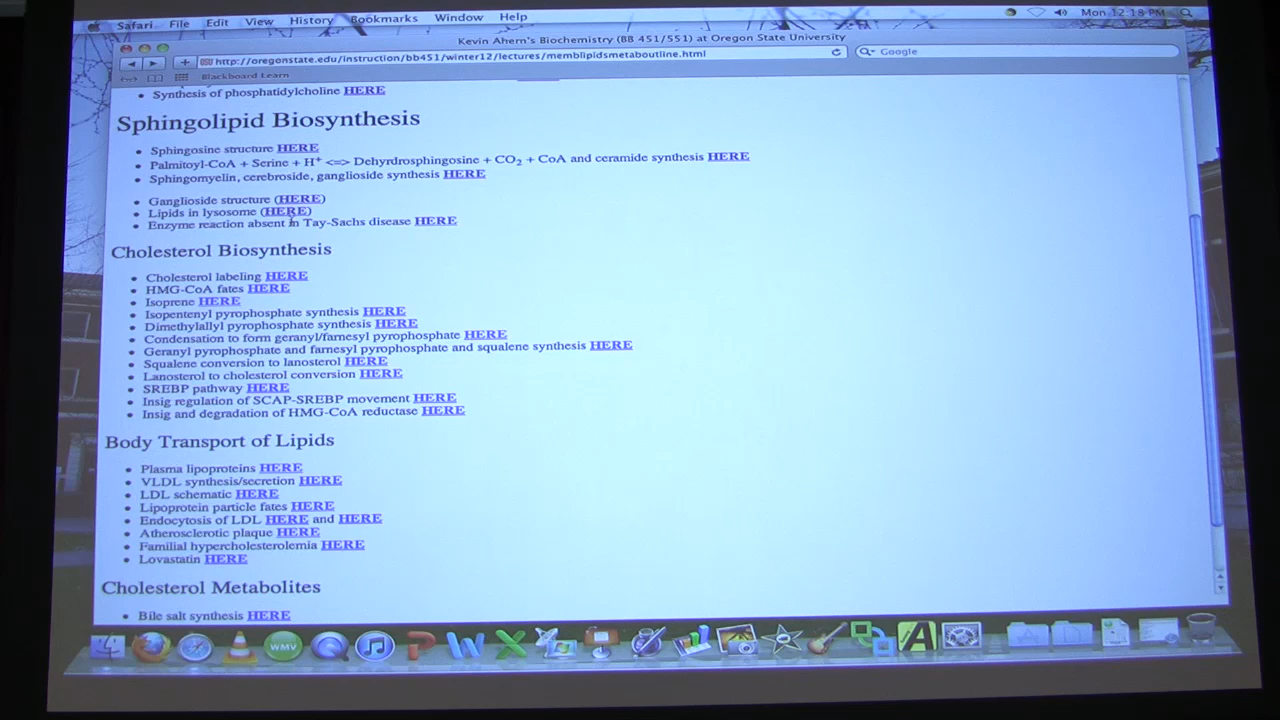 Safari File Edit View History Bookmarks Window Help Mon 12:18 PM
Kevin Ahern's Biochemistry (BB 451/551) at Oregon State University
http://oregonstate.edu/instruction/bb451/winter12/lectures/memblipidsmetaboutline.html
Google
Blackboard Learn
Synthesis of phosphatidylcholine HERE
Sphingolipid Biosynthesis
Sphingosine structure HERE
Palmitoyl-CoA + Serine + H+ <=> Dehyrdrosphingosine + CO2 + CoA and ceramide synthesis HERE
Sphingomyelin, cerebroside, ganglioside synthesis HERE
Ganglioside structure (HERE)
Lipids in lysosome (HERE)
Enzyme reaction absent in Tay-Sachs disease HERE
Cholesterol Biosynthesis
Cholesterol labeling HERE
HMG-CoA fates HERE
Isoprene HERE
Isopentenyl pyrophosphate synthesis HERE
Dimethylallyl pyrophosphate synthesis HERE
Condensation to form geranyl/farnesyl pyrophosphate HERE
Geranyl pyrophosphate and farnesyl pyrophosphate and squalene synthesis HERE
Squalene conversion to lanosterol HERE
Lanosterol to cholesterol conversion HERE
SREBP pathway HERE
Insig regulation of SCAP-SREBP movement HERE
Insig and degradation of HMG-CoA reductase HERE
Body Transport of Lipids
Plasma lipoproteins HERE
VLDL synthesis/secretion HERE
LDL schematic HERE
Lipoprotein particle fates HERE
Endocytosis of LDL HERE and HERE
Atherosclerotic plaque HERE
Familial hypercholesterolemia HERE
Lovastatin HERE
Cholesterol Metabolites
Bile salt synthesis HERE
WMV